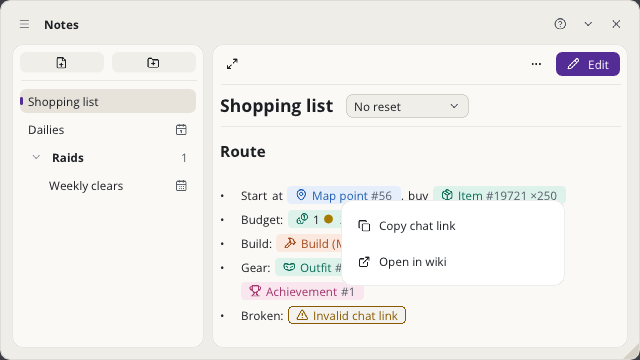 Notes
Edit
Shopping list
Dailies
Raids 1
Weekly clears
Shopping list No reset
Route
• Start at Map point #56, buy Item #19721 ×250
• Budget: 1
• Build: Build (
• Gear: Outfit #
Achievement #1
• Broken: Invalid chat link
Copy chat link
Open in wiki